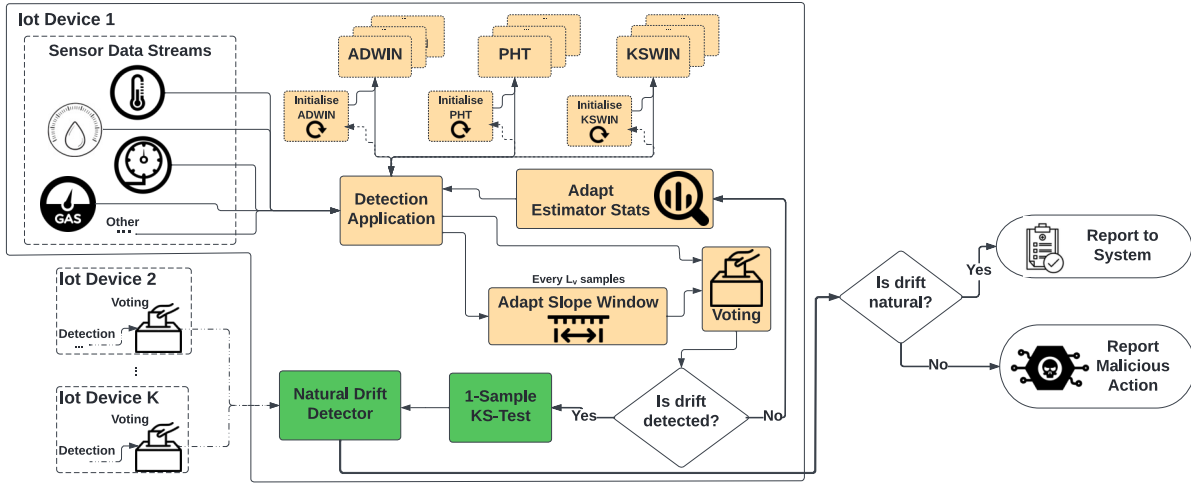 Iot Device 1
Sensor Data Streams
GAS
Other
...
ADWIN
...
PHT
...
KSWIN
...
Initialise
ADWIN
Initialise
PHT
Initialise
KSWIN
Detection
Application
Adapt
Estimator Stats
Every Lᵥ samples
Adapt Slope Window
Voting
Is drift
detected?
No
Yes
1-Sample
KS-Test
Natural Drift
Detector
Iot Device 2
Voting
Detection
...
...
Iot Device K
Voting
Detection
...
Is drift
natural?
Yes
No
Report to
System
Report
Malicious
Action